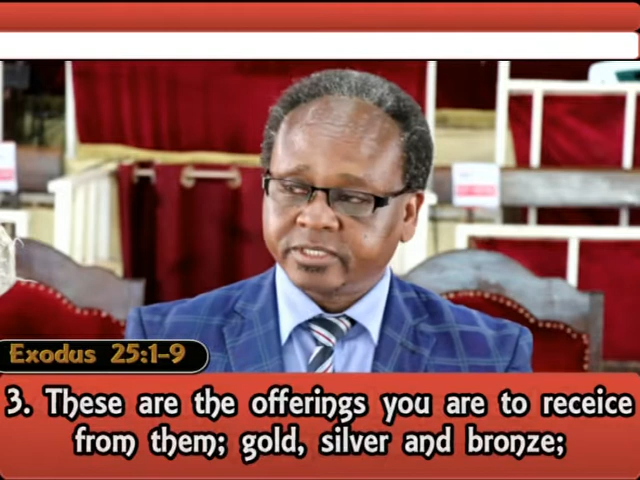 Exodus 25:1-9
3. These are the offerings you are to receice
from them; gold, silver and bronze;